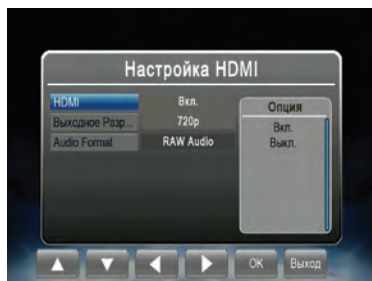 Настройка HDMI
HDMI Вкл.
Выходное Разр... 720p
Audio Format RAW Audio
Опция
Вкл.
Выкл.
OK Выход